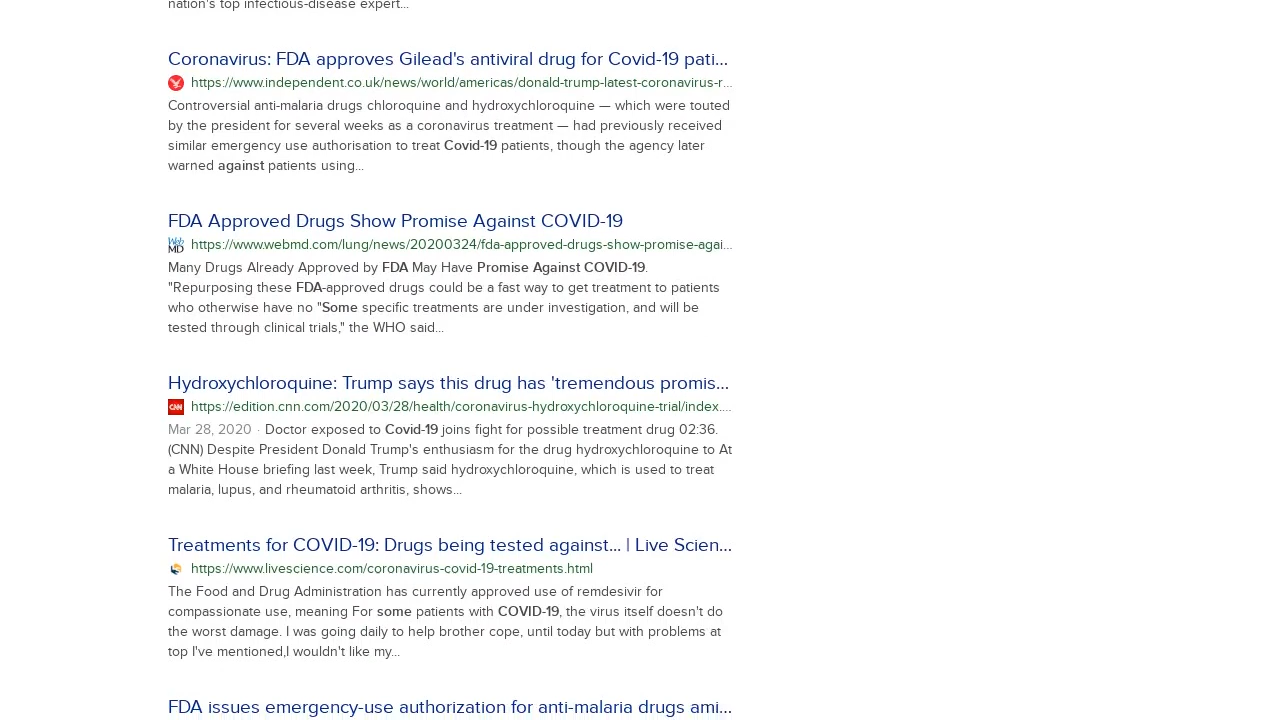 nation's top infectious-disease expert...
Coronavirus: FDA approves Gilead's antiviral drug for Covid-19 pati...
https://www.independent.co.uk/news/world/americas/donald-trump-latest-coronavirus-r...
Controversial anti-malaria drugs chloroquine and hydroxychloroquine — which were touted
by the president for several weeks as a coronavirus treatment — had previously received
similar emergency use authorisation to treat Covid-19 patients, though the agency later
warned against patients using...
FDA Approved Drugs Show Promise Against COVID-19
Web
MD
https://www.webmd.com/lung/news/20200324/fda-approved-drugs-show-promise-agai...
Many Drugs Already Approved by FDA May Have Promise Against COVID-19.
"Repurposing these FDA-approved drugs could be a fast way to get treatment to patients
who otherwise have no "Some specific treatments are under investigation, and will be
tested through clinical trials," the WHO said...
Hydroxychloroquine: Trump says this drug has 'tremendous promis...
CNN https://edition.cnn.com/2020/03/28/health/coronavirus-hydroxychloroquine-trial/index....
Mar 28, 2020 · Doctor exposed to Covid-19 joins fight for possible treatment drug 02:36.
(CNN) Despite President Donald Trump's enthusiasm for the drug hydroxychloroquine to At
a White House briefing last week, Trump said hydroxychloroquine, which is used to treat
malaria, lupus, and rheumatoid arthritis, shows...
Treatments for COVID-19: Drugs being tested against... | Live Scien...
https://www.livescience.com/coronavirus-covid-19-treatments.html
The Food and Drug Administration has currently approved use of remdesivir for
compassionate use, meaning For some patients with COVID-19, the virus itself doesn't do
the worst damage. I was going daily to help brother cope, until today but with problems at
top I've mentioned,I wouldn't like my...
FDA issues emergency-use authorization for anti-malaria drugs ami...